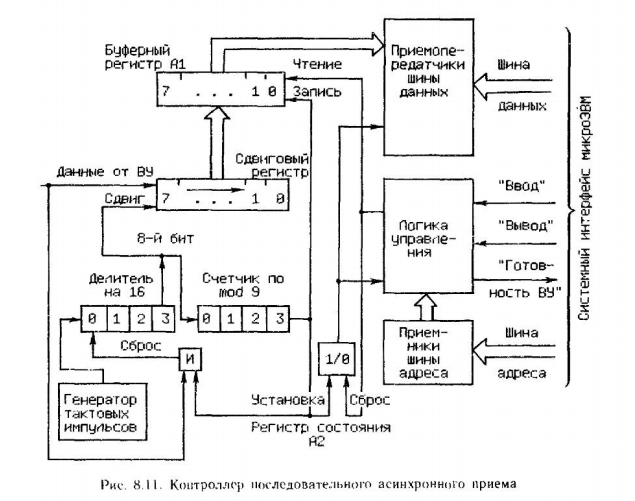 Буферный
регистр А1
7 ... 1 0
Чтение
Запись
Приемопе-
редатчики
шины
данных
Шина
данных
Данные от ВУ
Сдвиговый
регистр
Сдвиг
7 ... 1 0
8-й бит
Делитель
на 16
0 1 2 3
Счетчик по
mod 9
0 1 2 3
Логика
управле-
ния
"Ввод"
"Вывод"
"Готов-
ность ВУ"
Сброс
И
1/0
Прием-
ники
шины
адреса
Шина
адреса
Генератор
тактовых
импульсов
Установка
Сброс
Регистр состояния
А2
Системный интерфейс микроЭВМ
Рис. 8.11. Контроллер последовательного асинхронного приема